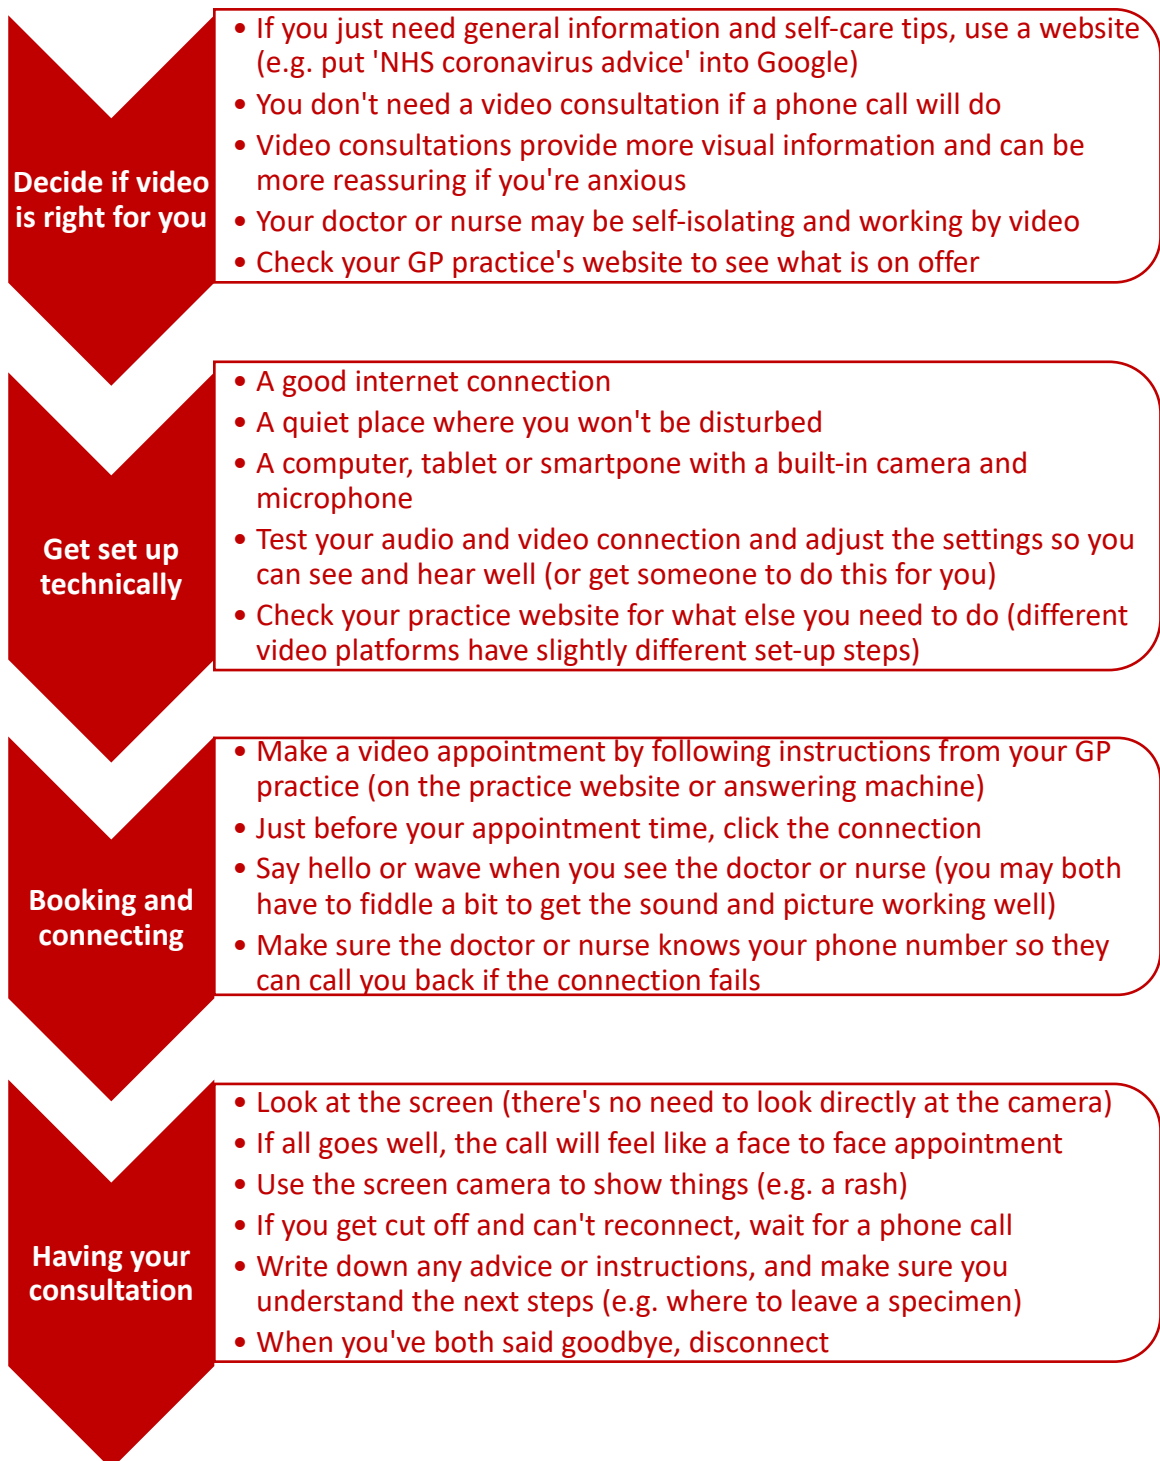 Decide if video
is right for you
• If you just need general information and self-care tips, use a website
(e.g. put 'NHS coronavirus advice' into Google)
• You don't need a video consultation if a phone call will do
• Video consultations provide more visual information and can be
more reassuring if you're anxious
• Your doctor or nurse may be self-isolating and working by video
• Check your GP practice's website to see what is on offer
Get set up
technically
• A good internet connection
• A quiet place where you won't be disturbed
• A computer, tablet or smartpone with a built-in camera and
microphone
• Test your audio and video connection and adjust the settings so you
can see and hear well (or get someone to do this for you)
• Check your practice website for what else you need to do (different
video platforms have slightly different set-up steps)
Booking and
connecting
• Make a video appointment by following instructions from your GP
practice (on the practice website or answering machine)
• Just before your appointment time, click the connection
• Say hello or wave when you see the doctor or nurse (you may both
have to fiddle a bit to get the sound and picture working well)
• Make sure the doctor or nurse knows your phone number so they
can call you back if the connection fails
Having your
consultation
• Look at the screen (there's no need to look directly at the camera)
• If all goes well, the call will feel like a face to face appointment
• Use the screen camera to show things (e.g. a rash)
• If you get cut off and can't reconnect, wait for a phone call
• Write down any advice or instructions, and make sure you
understand the next steps (e.g. where to leave a specimen)
• When you've both said goodbye, disconnect